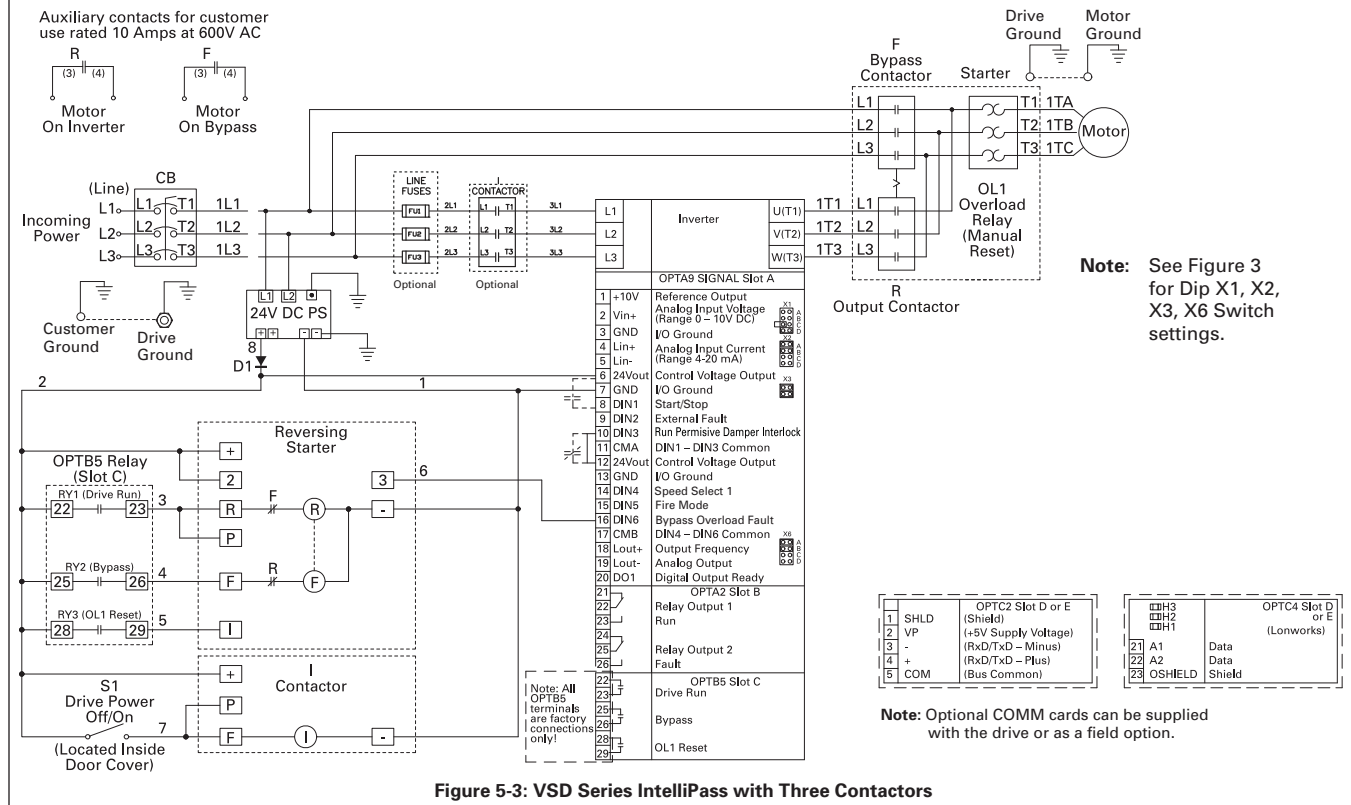 Auxiliary contacts for customer
use rated 10 Amps at 600V AC
R
(3) (4)
Motor
On Inverter
F
(3) (4)
Motor
On Bypass
Drive
Ground
Motor
Ground
F
Bypass
Contactor
Starter
L1
L2
L3
T1 1TA
T2 1TB
T3 1TC
Motor
OL1
Overload
Relay
(Manual
Reset)
CB
(Line)
Incoming
Power
L1 L1 T1 1L1
L2 L2 T2 1L2
L3 L3 T3 1L3
LINE
FUSES
FU1
FU2
FU3
Optional
2L1
2L2
2L3
I
CONTACTOR
L1 T1
L2 T2
L3 T3
Optional
3L1
3L2
3L3
L1
L2
L3
Inverter
U(T1)
V(T2)
W(T3)
1T1 L1
1T2 L2
1T3 L3
R
Output Contactor
Note: See Figure 3
for Dip X1, X2,
X3, X6 Switch
settings.
Customer
Ground
Drive
Ground
L1 L2
24V DC PS
+ + - -
8
D1
2
1
OPTA9 SIGNAL Slot A
1 +10V Reference Output
2 Vin+ Analog Input Voltage
(Range 0 – 10V DC)
3 GND I/O Ground
4 Lin+ Analog Input Current
5 Lin- (Range 4-20 mA)
6 24Vout Control Voltage Output
7 GND I/O Ground
8 DIN1 Start/Stop
9 DIN2 External Fault
10 DIN3 Run Permisive Damper Interlock
11 CMA DIN1 – DIN3 Common
12 24Vout Control Voltage Output
13 GND I/O Ground
14 DIN4 Speed Select 1
15 DIN5 Fire Mode
16 DIN6 Bypass Overload Fault
17 CMB DIN4 – DIN6 Common
18 Lout+ Output Frequency
19 Lout- Analog Output
20 DO1 Digital Output Ready
X1
A
B
C
D
X2
A
B
C
D
X3
X6
A
B
C
D
OPTA2 Slot B
21
22 Relay Output 1
23 Run
24
25 Relay Output 2
26 Fault
OPTB5 Slot C
22 Drive Run
23
25 Bypass
26
28 OL1 Reset
29
Note: All
OPTB5
terminals
are factory
connections
only!
Reversing
Starter
+
2
R F R
P
F R F
I
3 6
-
OPTB5 Relay
(Slot C)
RY1 (Drive Run)
22 23 3
RY2 (Bypass)
25 26 4
RY3 (OL1 Reset)
28 29 5
I
Contactor
+
P
F I -
S1
Drive Power
Off/On
7
(Located Inside
Door Cover)
OPTC2 Slot D or E
1 SHLD (Shield)
2 VP (+5V Supply Voltage)
3 - (RxD/TxD – Minus)
4 + (RxD/TxD – Plus)
5 COM (Bus Common)
H3
H2
H1
OPTC4 Slot D
or E
(Lonworks)
21 A1 Data
22 A2 Data
23 OSHIELD Shield
Note: Optional COMM cards can be supplied
with the drive or as a field option.
Figure 5-3: VSD Series IntelliPass with Three Contactors